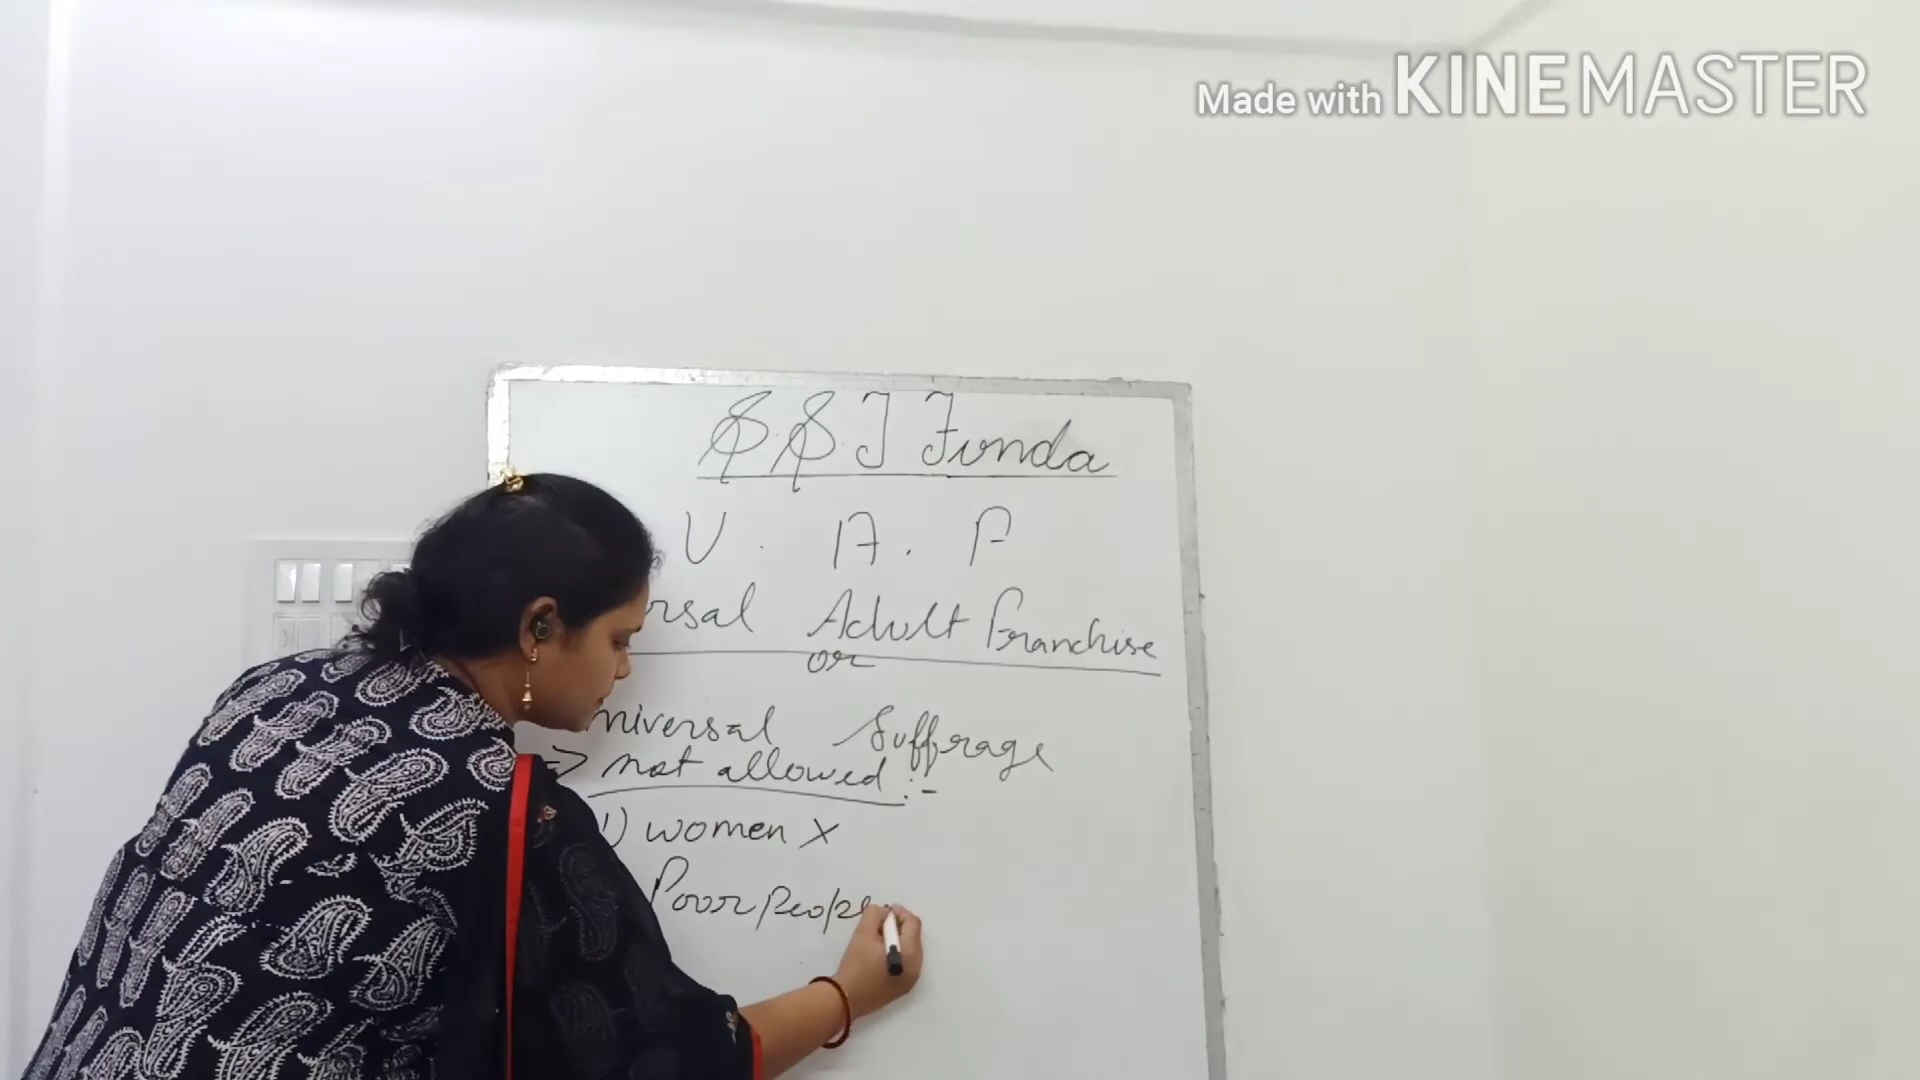 Made with KINEMASTER
S.S.J Funda
U. A. F
rsal Adult Franchise
or
niversal Suffrage
=> not allowed :-
1) women X
Poor people